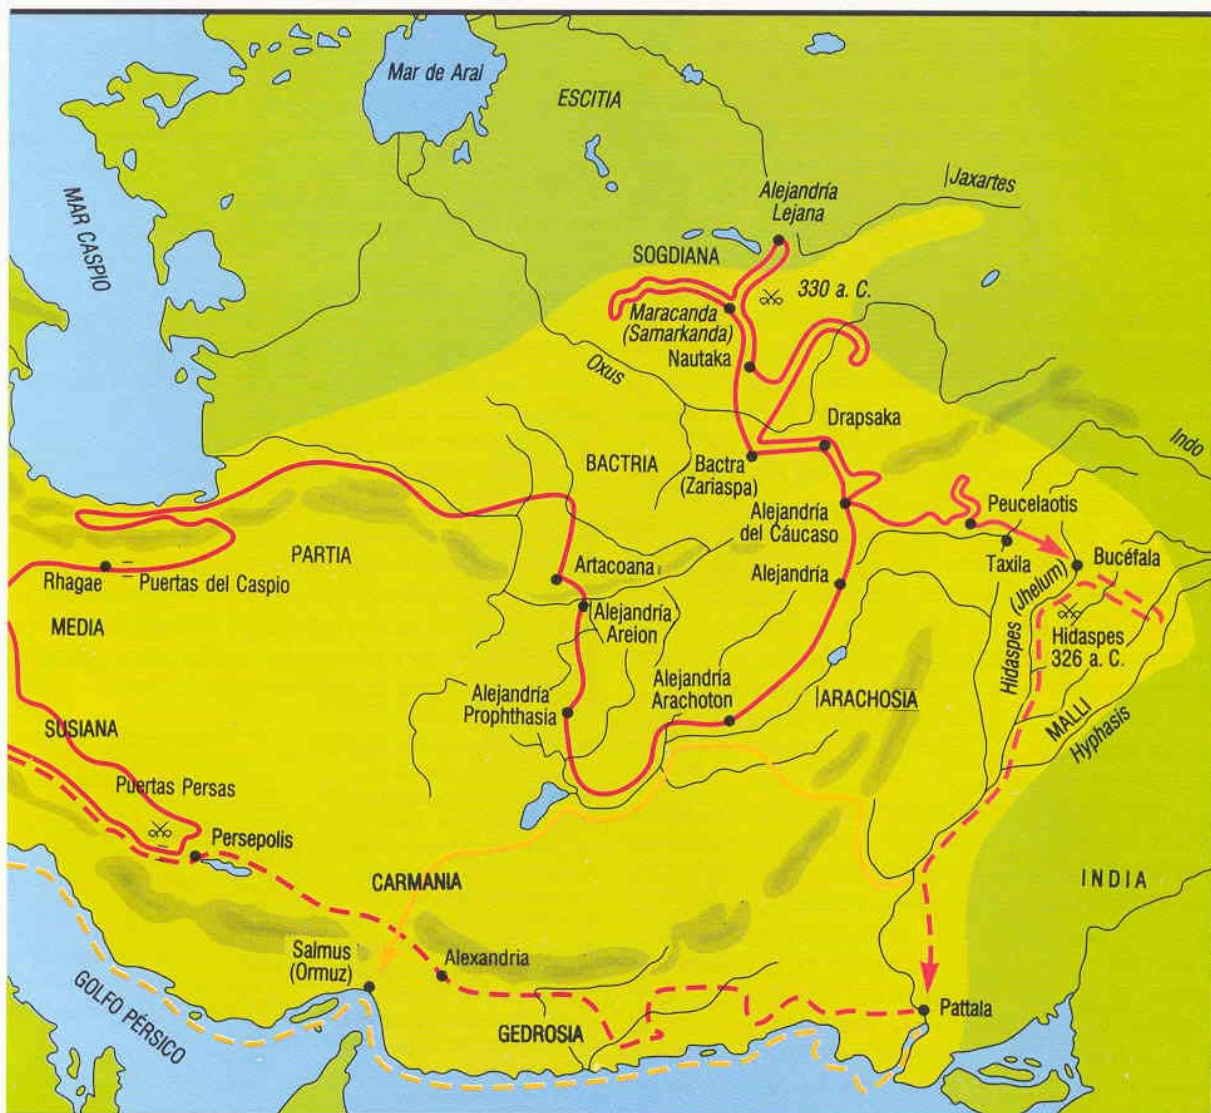 Mar de Aral
ESCITIA
MAR CASPIO
Jaxartes
Alejandría
Lejana
SOGDIANA
330 a. C.
Maracanda
(Samarkanda)
Nautaka
Oxus
Drapsaka
Indo
BACTRIA
Bactra
(Zariaspa)
Peucelaotis
Alejandría
del Cáucaso
PARTIA
Taxila
Bucéfala
Rhagae
Puertas del Caspio
Artacoana
Alejandría
Hidaspes (Jhelum)
Alejandría
Areion
MEDIA
Hidaspes
326 a. C.
Alejandría
Prophthasia
Alejandría
Arachoton
ARACHOSIA
MALLI
Hyphasis
SUSIANA
Puertas Persas
Persepolis
CARMANIA
INDIA
Salmus
(Ormuz)
Alexandria
GOLFO PÉRSICO
GEDROSIA
Pattala